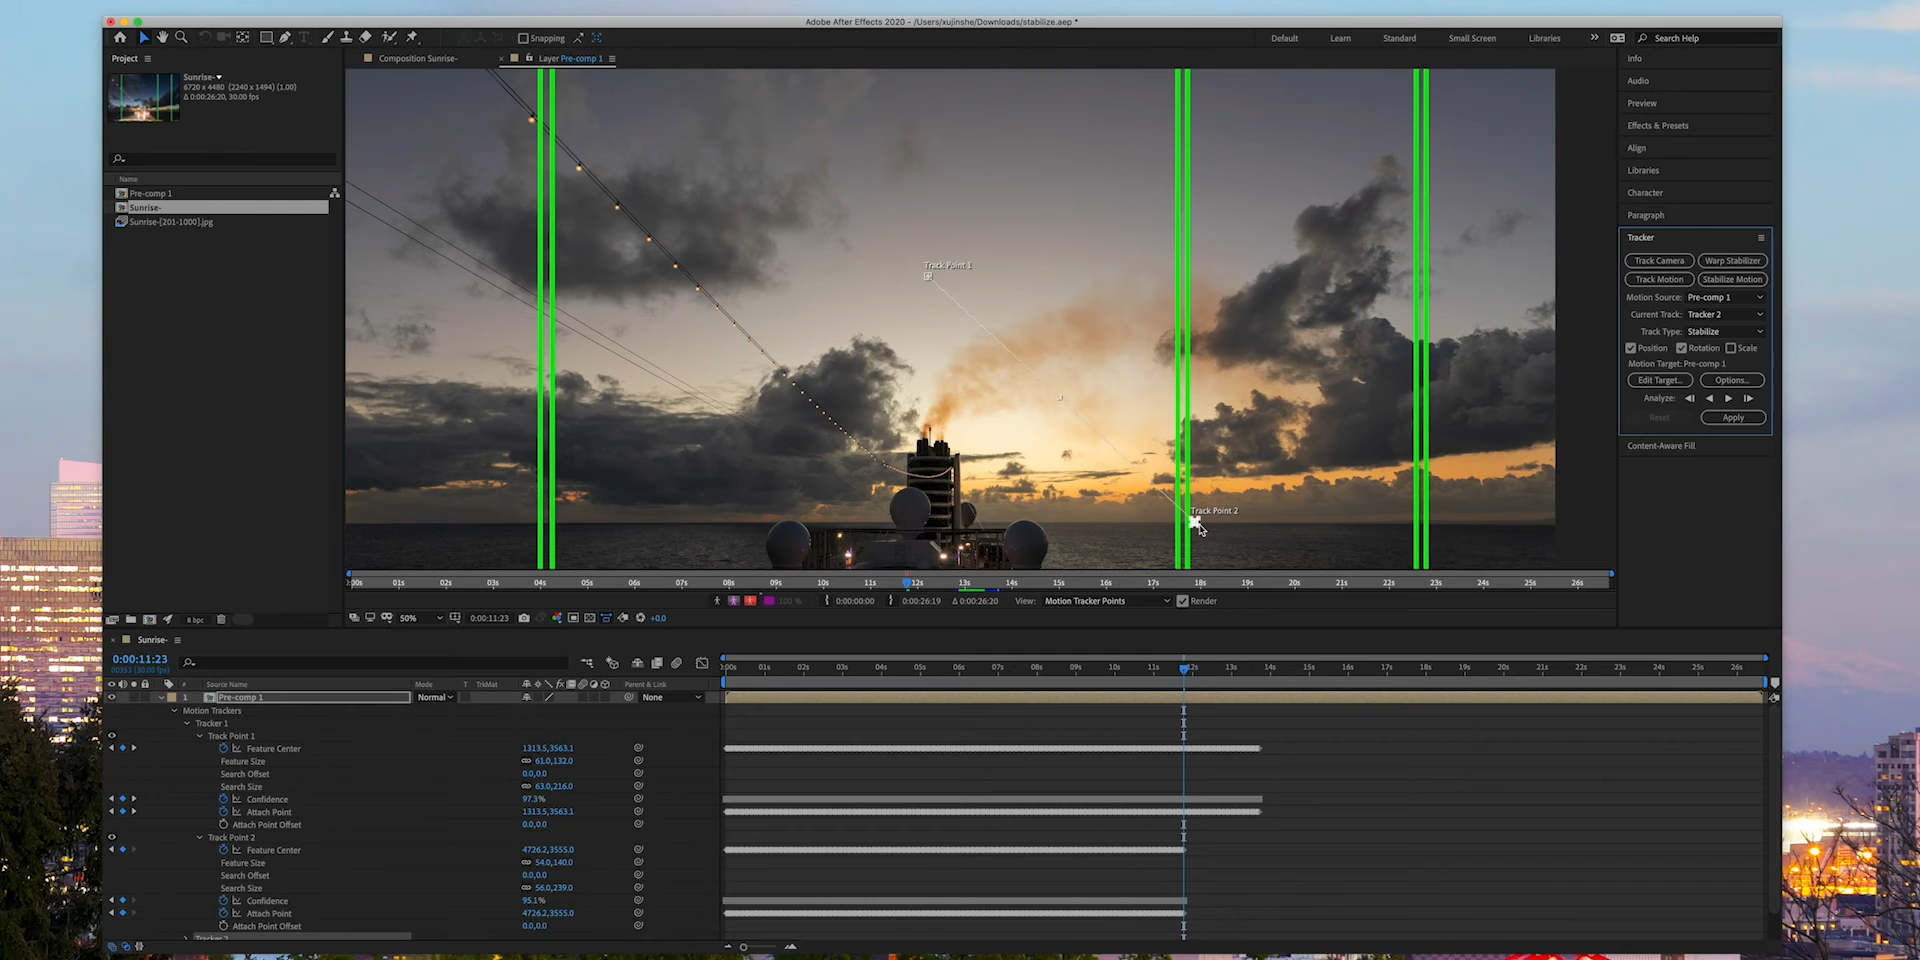 Adobe After Effects 2020 - /Users/xujinshe/Downloads/stabilize.aep *
Snapping
Default
Learn
Standard
Small Screen
Libraries
Search Help
Project
Sunrise-
6720 x 4480 (2240 x 1494) (1.00)
Δ 0:00:26:20, 30.00 fps
Name
Pre-comp 1
Sunrise-
Sunrise-[201-1000].jpg
8 bpc
Composition Sunrise-
Layer Pre-comp 1
Track Point 1
Track Point 2
:00s 01s 02s 03s 04s 05s 06s 07s 08s 09s 10s 11s 12s 13s 14s 15s 16s 17s 18s 19s 20s 21s 22s 23s 24s 25s 26s
100 %
0:00:00:00
0:00:26:19
Δ 0:00:26:20
View:
Motion Tracker Points
Render
50%
0:00:11:23
+0.0
Info
Audio
Preview
Effects & Presets
Align
Libraries
Character
Paragraph
Tracker
Track Camera
Warp Stabilizer
Track Motion
Stabilize Motion
Motion Source: Pre-comp 1
Current Track: Tracker 2
Track Type: Stabilize
Position Rotation Scale
Motion Target: Pre-comp 1
Edit Target...
Options...
Analyze:
Reset
Apply
Content-Aware Fill
Sunrise-
0:00:11:23
00353 (30.00 fps)
:00s 01s 02s 03s 04s 05s 06s 07s 08s 09s 10s 11s 12s 13s 14s 15s 16s 17s 18s 19s 20s 21s 22s 23s 24s 25s 26s
# Source Name Mode T TrkMat Parent & Link
1 Pre-comp 1 Normal None
Motion Trackers
Tracker 1
Track Point 1
Feature Center 1313.5,3563.1
Feature Size 61.0,132.0
Search Offset 0.0,0.0
Search Size 63.0,216.0
Confidence 97.3%
Attach Point 1313.5,3563.1
Attach Point Offset 0.0,0.0
Track Point 2
Feature Center 4726.2,3555.0
Feature Size 54.0,140.0
Search Offset 0.0,0.0
Search Size 56.0,239.0
Confidence 95.1%
Attach Point 4726.2,3555.0
Attach Point Offset 0.0,0.0
Tracker 2